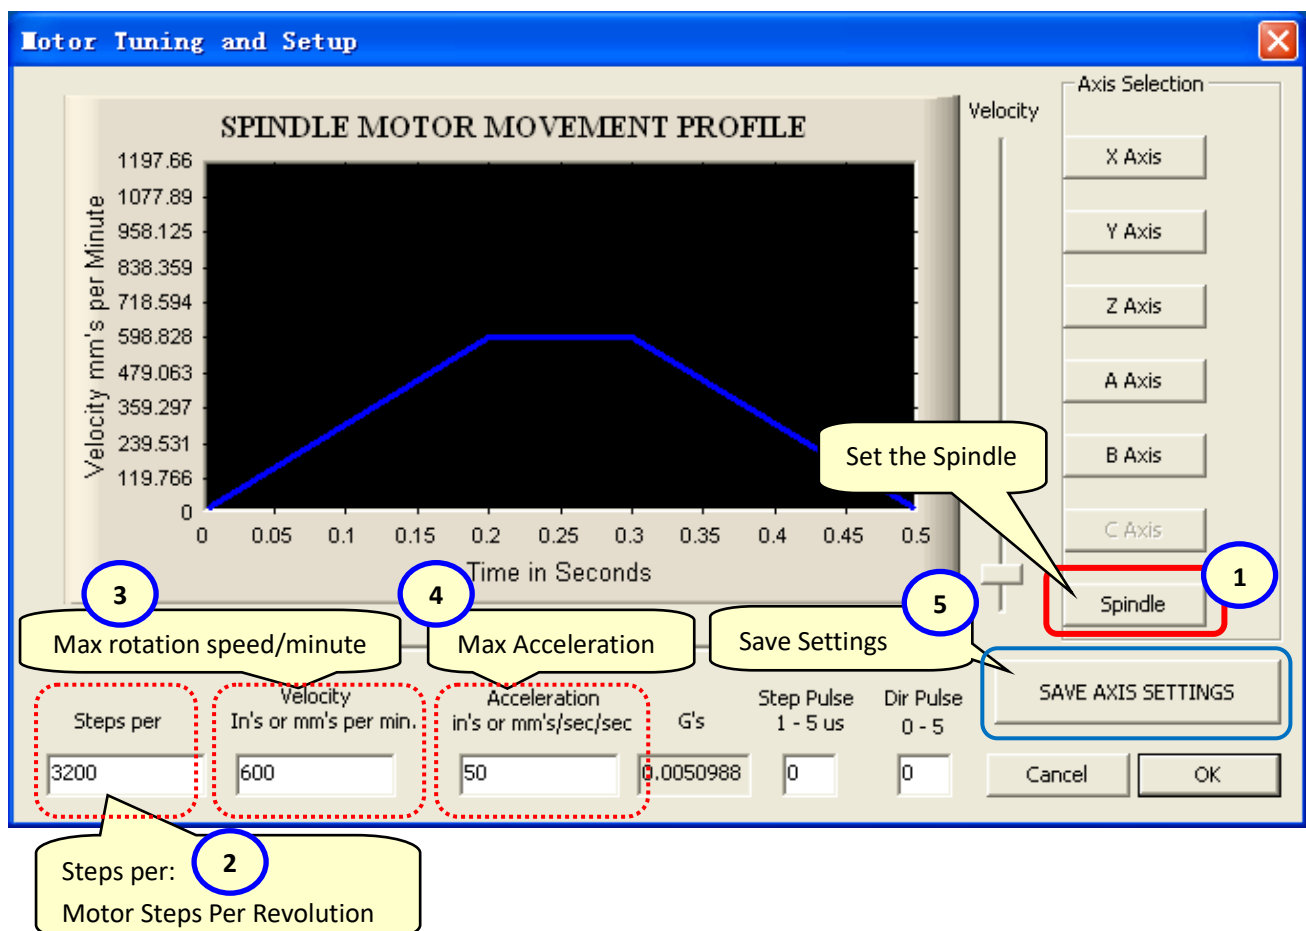 Motor Tuning and Setup
Axis Selection
Velocity
SPINDLE MOTOR MOVEMENT PROFILE
Velocity mm's per Minute
1197.66
1077.89
958.125
838.359
718.594
598.828
479.063
359.297
239.531
119.766
0
0 0.05 0.1 0.15 0.2 0.25 0.3 0.35 0.4 0.45 0.5
Time in Seconds
X Axis
Y Axis
Z Axis
A Axis
B Axis
C Axis
Spindle
Set the Spindle
1
3
Max rotation speed/minute
4
Max Acceleration
5
Save Settings
Steps per
Velocity
In's or mm's per min.
Acceleration
in's or mm's/sec/sec
G's
Step Pulse
1 - 5 us
Dir Pulse
0 - 5
SAVE AXIS SETTINGS
3200
600
50
0.0050988
0
0
Cancel
OK
2
Steps per:
Motor Steps Per Revolution